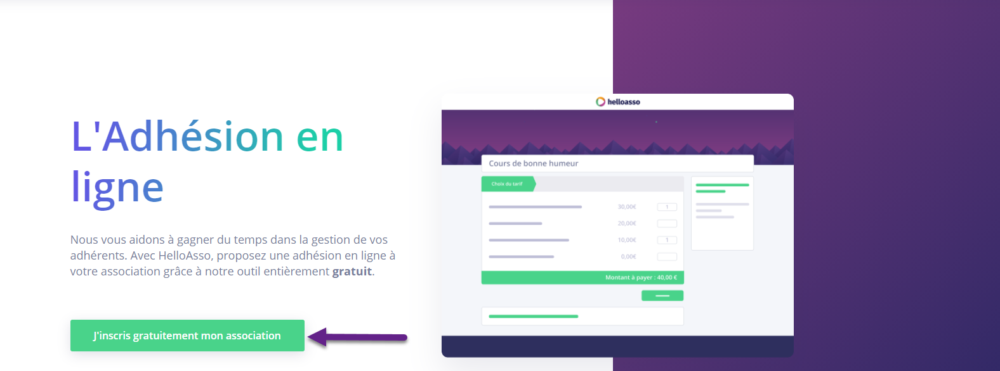 L'Adhésion en
ligne
Nous vous aidons à gagner du temps dans la gestion de vos
adhérents. Avec HelloAsso, proposez une adhésion en ligne à
votre association grâce à notre outil entièrement gratuit.
J'inscris gratuitement mon association
helloasso
Cours de bonne humeur
Choix du tarif
30,00€ 1
20,00€
10,00€ 1
0,00€
Montant à payer : 40,00 €